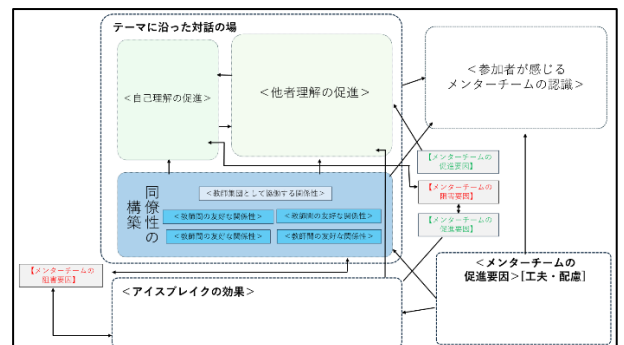 テーマに沿った対話の場
＜自己理解の促進＞
＜他者理解の促進＞
＜参加者が感じる
メンターチームの認識＞
【メンターチームの
促進要因】
【メンターチームの
阻害要因】
【メンターチームの
促進要因】
同僚性の
構築
＜教師集団として協働する関係性＞
＜教師間の友好な関係性＞
＜教師間の友好な関係性＞
＜教師間の友好な関係性＞
＜教師間の友好な関係性＞
【メンターチームの
阻害要因】
＜アイスブレイクの効果＞
＜メンターチームの
促進要因＞[工夫・配慮]